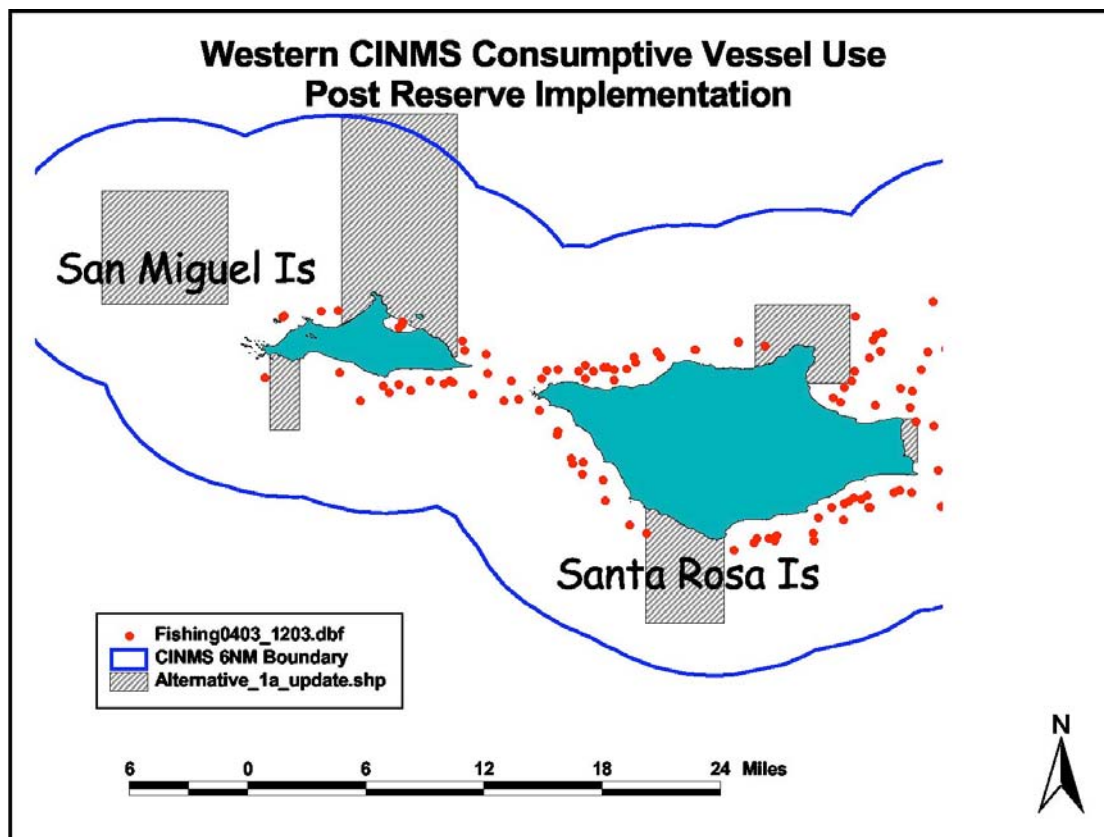 Western CINMS Consumptive Vessel Use
Post Reserve Implementation
San Miguel Is
Santa Rosa Is
Fishing0403_1203.dbf
CINMS 6NM Boundary
Alternative_1a_update.shp
6 0 6 12 18 24 Miles
N